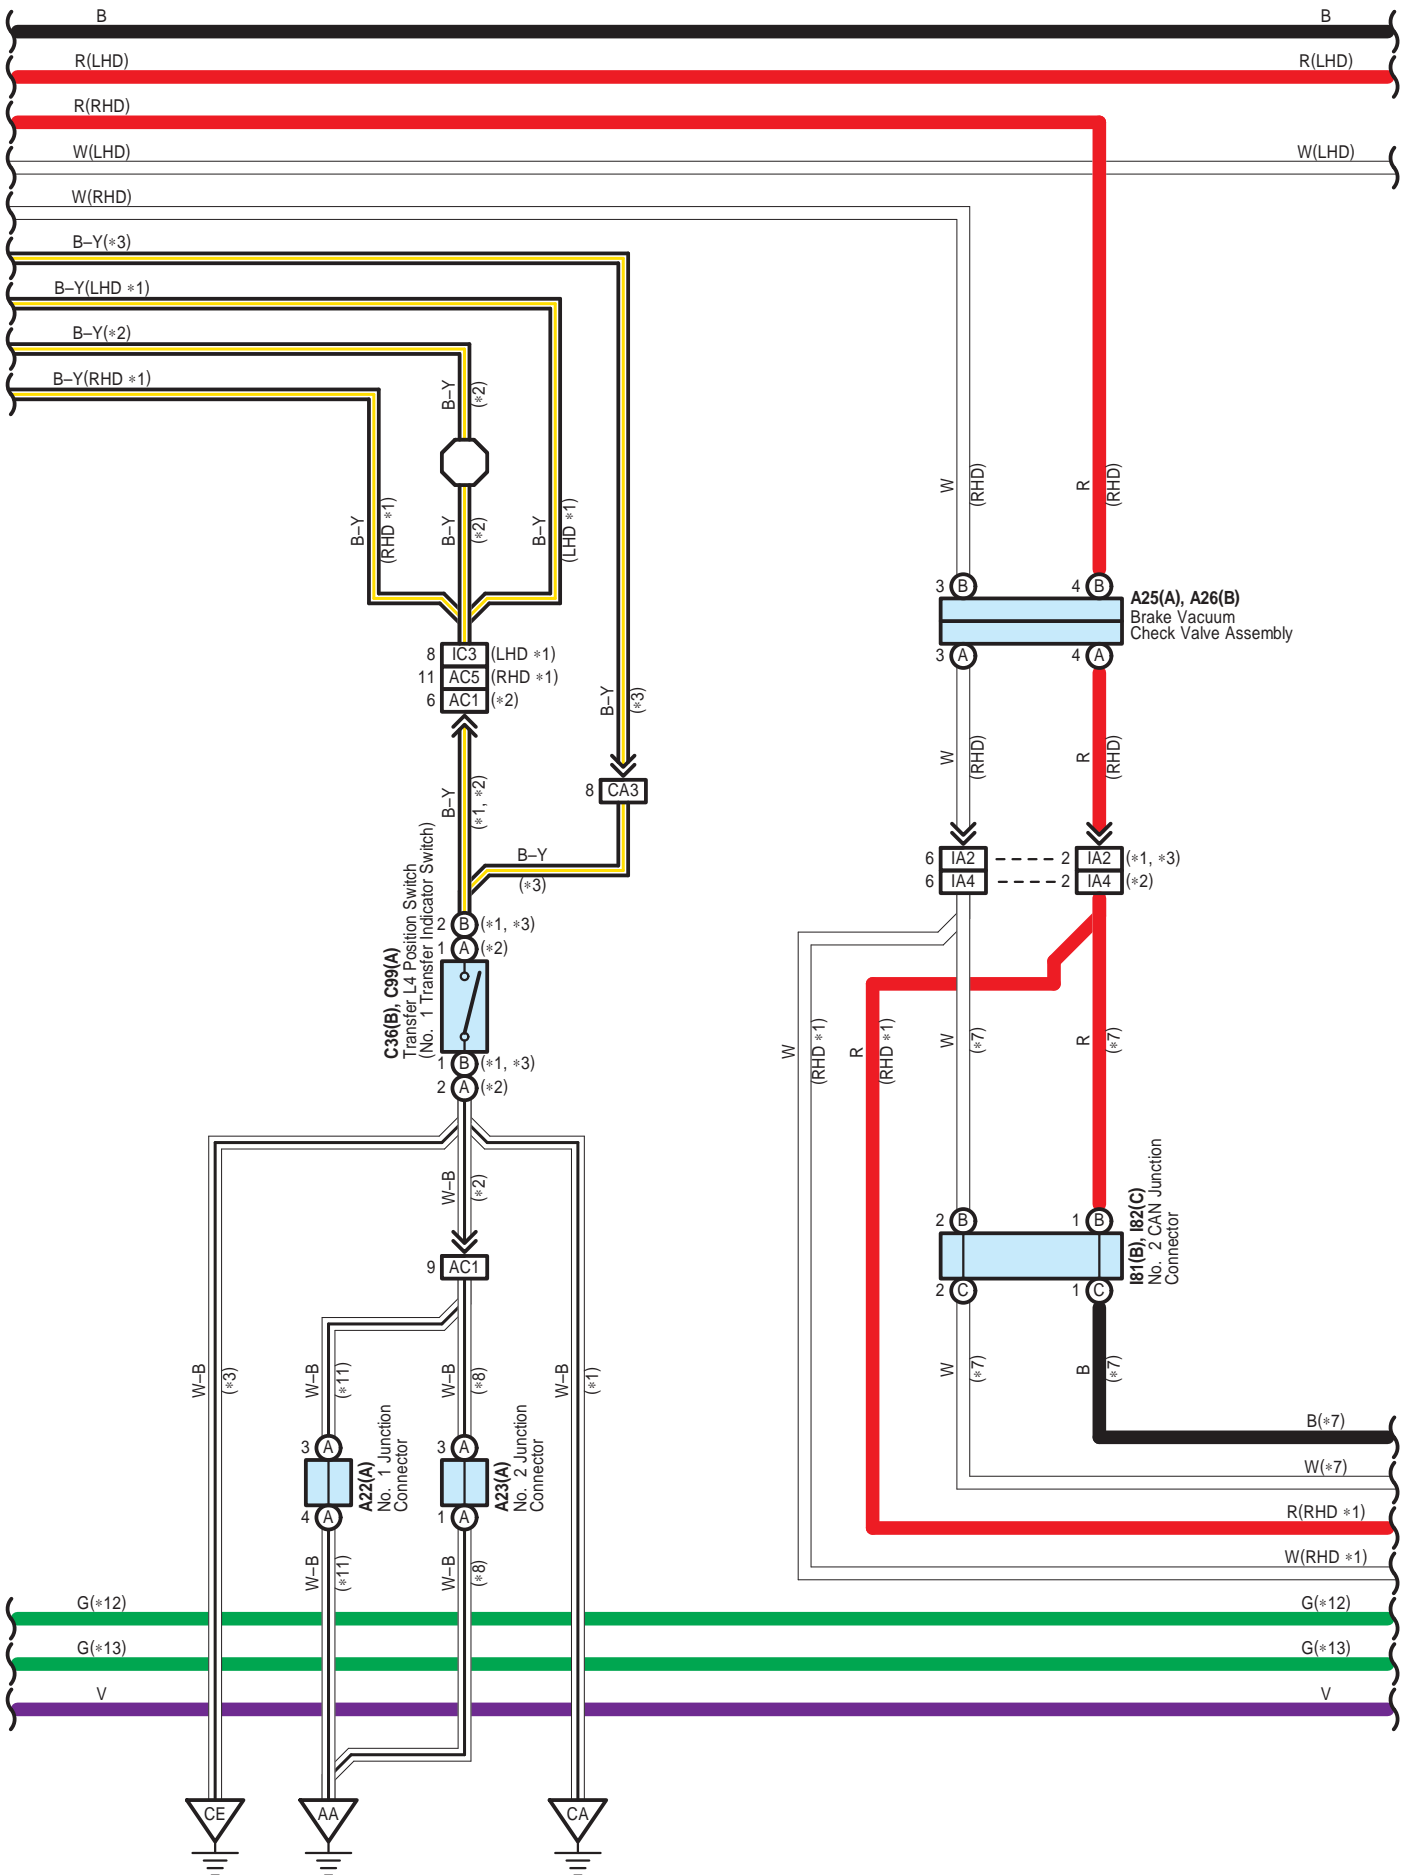 B B
R(LHD) R(LHD)
R(RHD)
W(LHD) W(LHD)
W(RHD)
B–Y(*3)
B–Y(LHD *1)
B–Y(*2)
B–Y(RHD *1)
B–Y
(*2)
B–Y
(RHD *1)
B–Y
(*2)
B–Y
(LHD *1)
W
(RHD)
R
(RHD)
3 B 4 B
A25(A), A26(B)
Brake Vacuum
Check Valve Assembly
3 A 4 A
8 IC3 (LHD *1)
11 AC5 (RHD *1)
6 AC1 (*2)
B–Y
(*3)
B–Y
(*1, *2)
8 CA3
W
(RHD)
R
(RHD)
6 IA2 2 IA2 (*1, *3)
6 IA4 2 IA4 (*2)
B–Y
(*3)
2 B (*1, *3)
1 A (*2)
C36(B), C99(A)
Transfer L4 Position Switch
(No. 1 Transfer Indicator Switch)
1 B (*1, *3)
2 A (*2)
W
(RHD *1)
R
(RHD *1)
W
(*7)
R
(*7)
W–B
(*2)
9 AC1
2 B 1 B
I81(B), I82(C)
No. 2 CAN Junction
Connector
2 C 1 C
W–B
(*3)
W–B
(*11)
W–B
(*8)
W–B
(*1)
W
(*7)
B
(*7)
3 A
A22(A)
No. 1 Junction
Connector
4 A
3 A
A23(A)
No. 2 Junction
Connector
1 A
B(*7)
W(*7)
R(RHD *1)
W(RHD *1)
W–B
(*11)
W–B
(*8)
G(*12) G(*12)
G(*13) G(*13)
V V
CE AA CA